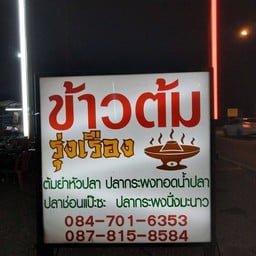 ข้าวต้ม
รุ่งเรือง
ต้มยำหัวปลา ปลากระพงทอดน้ำปลา
ปลาช่อนแป๊ะซะ ปลากระพงนึ่งมะนาว
084-701-6353
087-815-8584